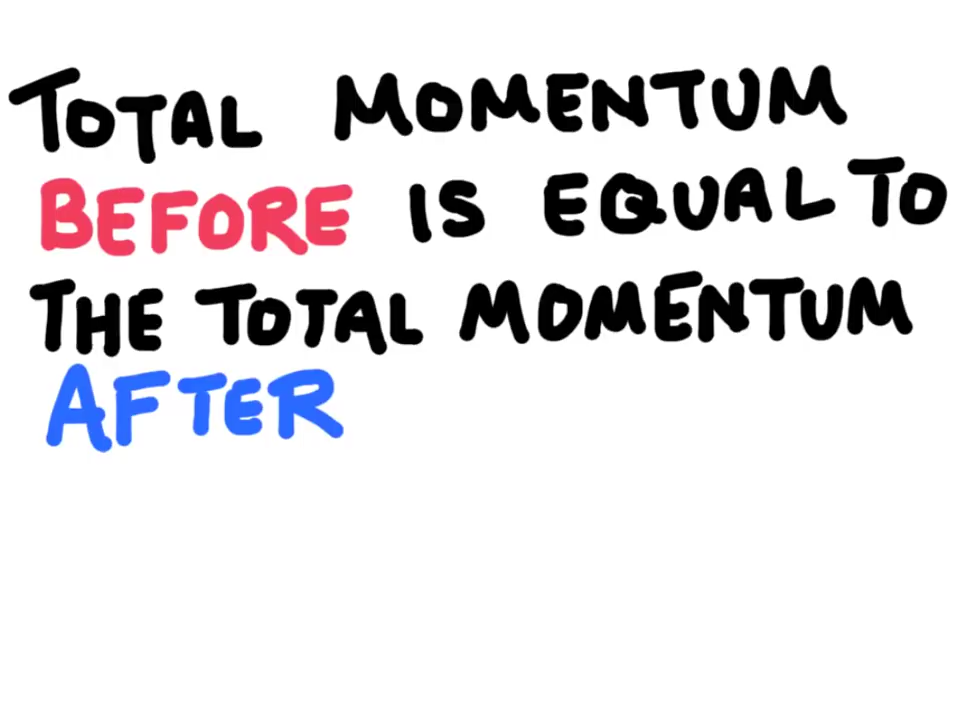 TOTAL MOMENTUM
BEFORE IS EQUAL TO
THE TOTAL MOMENTUM
AFTER